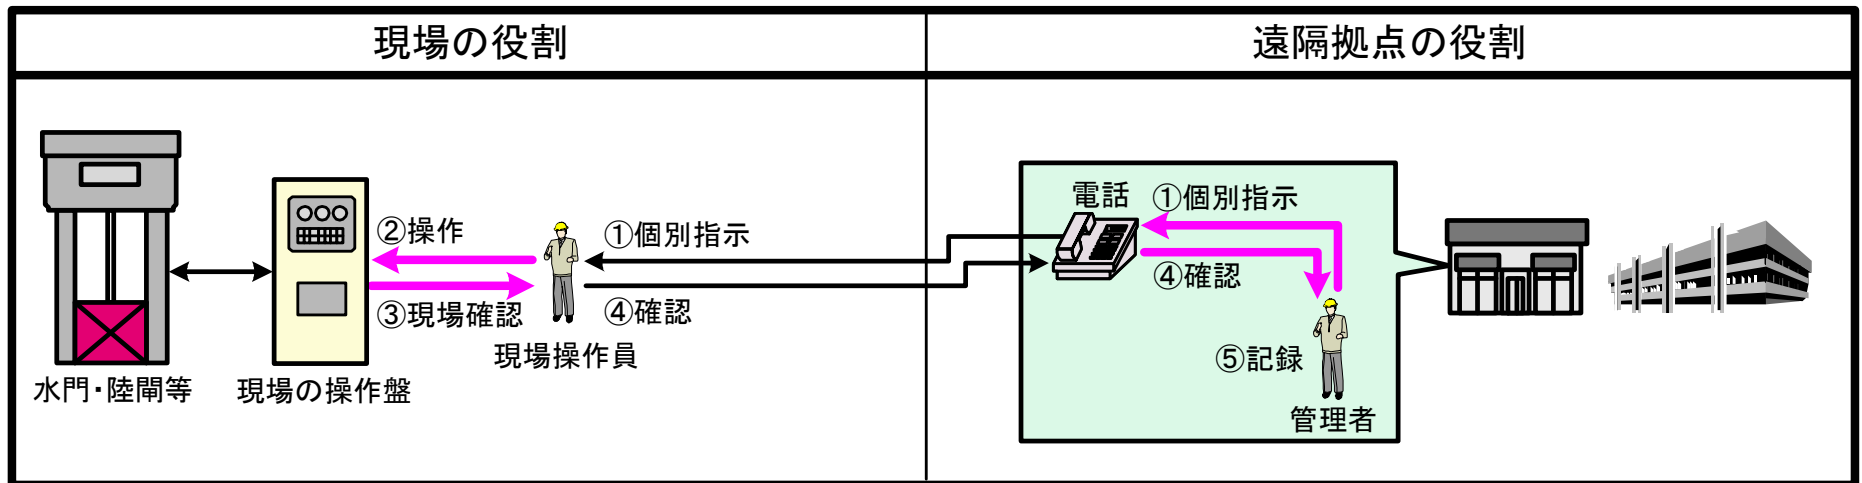 現場の役割
遠隔拠点の役割
②操作
③現場確認
①個別指示
④確認
水門・陸閘等
現場の操作盤
現場操作員
電話
①個別指示
④確認
⑤記録
管理者